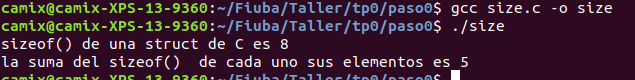 camix@camix-XPS-13-9360:~/Fiuba/Taller/tp0/paso0$ gcc size.c -o size
camix@camix-XPS-13-9360:~/Fiuba/Taller/tp0/paso0$ ./size
sizeof() de una struct de C es 8
la suma del sizeof()  de cada uno sus elementos es 5